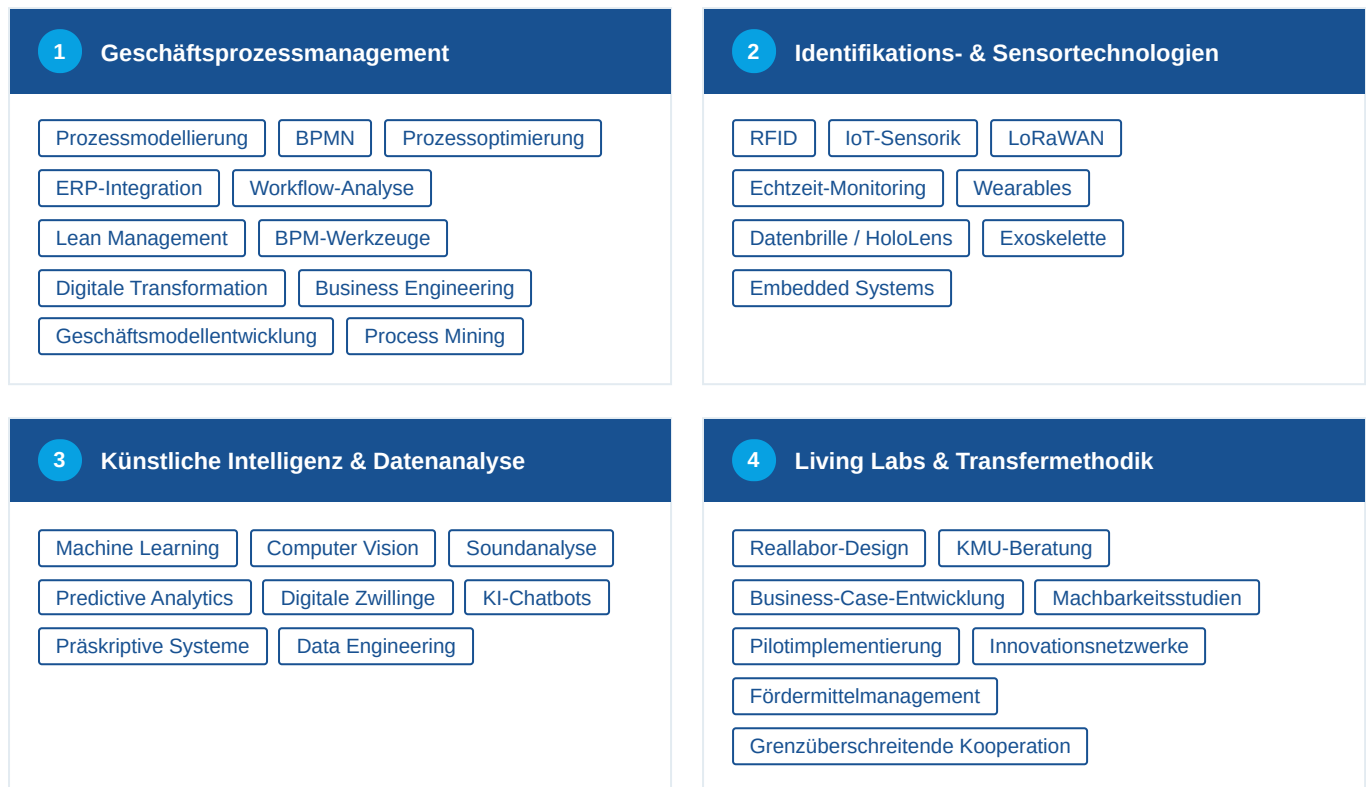 1 Geschäftsprozessmanagement
Prozessmodellierung BPMN Prozessoptimierung
ERP-Integration Workflow-Analyse
Lean Management BPM-Werkzeuge
Digitale Transformation Business Engineering
Geschäftsmodellentwicklung Process Mining
2 Identifikations- & Sensortechnologien
RFID IoT-Sensorik LoRaWAN
Echtzeit-Monitoring Wearables
Datenbrille / HoloLens Exoskelette
Embedded Systems
3 Künstliche Intelligenz & Datenanalyse
Machine Learning Computer Vision Soundanalyse
Predictive Analytics Digitale Zwillinge KI-Chatbots
Präskriptive Systeme Data Engineering
4 Living Labs & Transfermethodik
Reallabor-Design KMU-Beratung
Business-Case-Entwicklung Machbarkeitsstudien
Pilotimplementierung Innovationsnetzwerke
Fördermittelmanagement
Grenzüberschreitende Kooperation